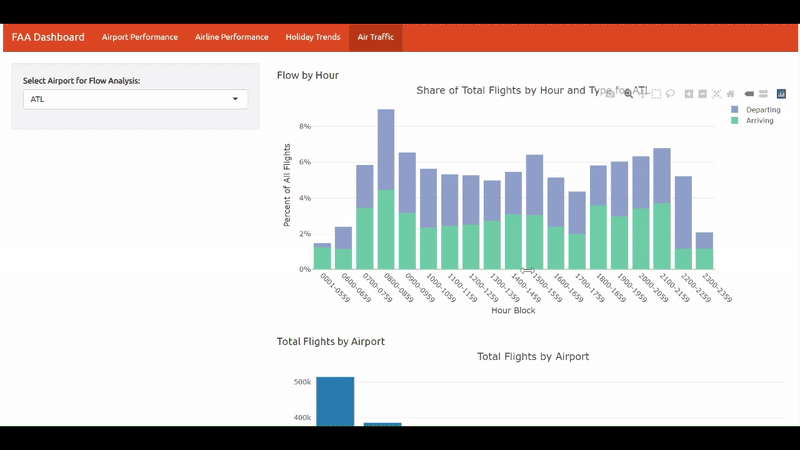 FAA Dashboard Airport Performance Airline Performance Holiday Trends Air Traffic
Select Airport for Flow Analysis:
ATL
Flow by Hour
Share of Total Flights by Hour and Type for ATL
Departing
Arriving
Percent of All Flights
8%
6%
4%
2%
0%
0001-0559
0600-0659
0700-0759
0800-0859
0900-0959
1000-1059
1100-1159
1200-1259
1300-1359
1400-1459
1500-1559
1600-1659
1700-1759
1800-1859
1900-1959
2000-2059
2100-2159
2200-2259
2300-2359
Hour Block
Total Flights by Airport
Total Flights by Airport
500k
400k